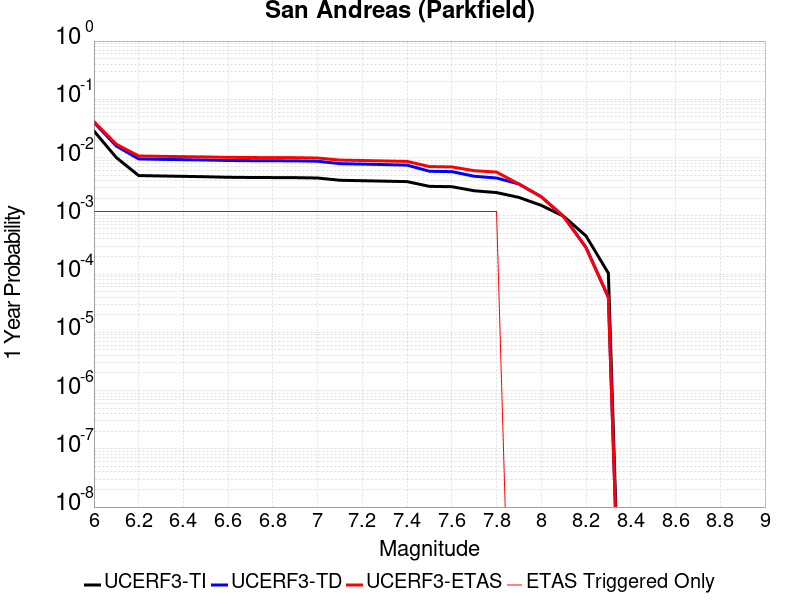 San Andreas (Parkfield)
10^0
10^-1
10^-2
10^-3
10^-4
10^-5
10^-6
10^-7
10^-8
1 Year Probability
6 6.2 6.4 6.6 6.8 7 7.2 7.4 7.6 7.8 8 8.2 8.4 8.6 8.8 9
Magnitude
UCERF3-TI UCERF3-TD UCERF3-ETAS ETAS Triggered Only